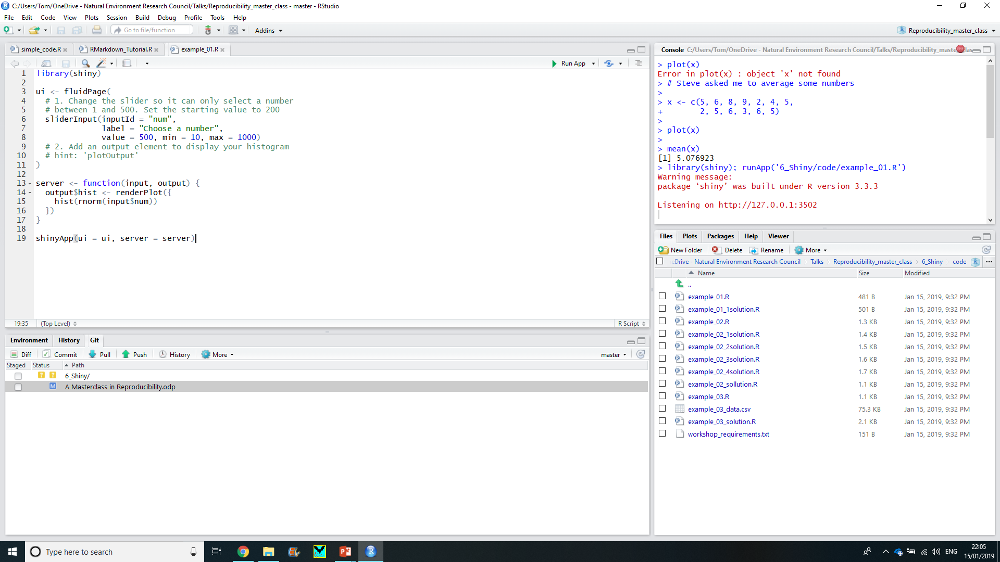 C:/Users/Tom/OneDrive - Natural Environment Research Council/Talks/Reproducibility_master_class - master - RStudio
File Edit Code View Plots Session Build Debug Profile Tools Help
Go to file/function
Addins
Reproducibility_master_class
simple_code.R
RMarkdown_Tutorial.R
example_01.R
Run App
1 library(shiny)
2
3 ui <- fluidPage(
4 # 1. Change the slider so it can only select a number
5 # between 1 and 500. Set the starting value to 200
6 sliderInput(inputId = "num",
7 label = "Choose a number",
8 value = 500, min = 10, max = 1000)
9 # 2. Add an output element to display your histogram
10 # hint: 'plotOutput'
11 )
12
13 server <- function(input, output) {
14 output$hist <- renderPlot({
15 hist(rnorm(input$num))
16 })
17 }
18
19 shinyApp(ui = ui, server = server)
19:35 (Top Level) R Script
Environment History Git
Diff Commit Pull Push History More master
Staged Status Path
? ? 6_Shiny/
M A Masterclass in Reproducibility.odp
Console C:/Users/Tom/OneDrive - Natural Environment Research Council/Talks/Reproducibility_master_clas
> plot(x)
Error in plot(x) : object 'x' not found
> # Steve asked me to average some numbers
>
> x <- c(5, 6, 8, 9, 2, 4, 5,
+ 2, 5, 6, 3, 6, 5)
>
> plot(x)
>
> mean(x)
[1] 5.076923
> library(shiny); runApp('6_Shiny/code/example_01.R')
Warning message:
package ‘shiny’ was built under R version 3.3.3
Listening on http://127.0.0.1:3502
Files Plots Packages Help Viewer
New Folder Delete Rename More
eDrive - Natural Environment Research Council Talks Reproducibility_master_class 6_Shiny code
Name Size Modified
..
example_01.R 481 B Jan 15, 2019, 9:32 PM
example_01_1solution.R 501 B Jan 15, 2019, 9:32 PM
example_02.R 1.3 KB Jan 15, 2019, 9:32 PM
example_02_1solution.R 1.4 KB Jan 15, 2019, 9:32 PM
example_02_2solution.R 1.5 KB Jan 15, 2019, 9:32 PM
example_02_3solution.R 1.6 KB Jan 15, 2019, 9:32 PM
example_02_4solution.R 1.7 KB Jan 15, 2019, 9:32 PM
example_02_sollution.R 1.1 KB Jan 15, 2019, 9:32 PM
example_03.R 1.1 KB Jan 15, 2019, 9:32 PM
example_03_data.csv 75.3 KB Jan 15, 2019, 9:32 PM
example_03_solution.R 2.1 KB Jan 15, 2019, 9:32 PM
workshop_requirements.txt 151 B Jan 15, 2019, 9:32 PM
Type here to search
ENG
22:05
15/01/2019